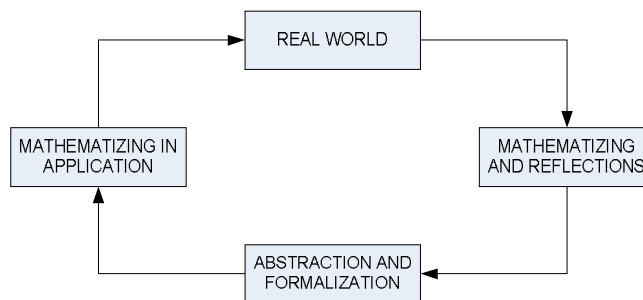 REAL WORLD
MATHEMATIZING IN
APPLICATION
MATHEMATIZING
AND REFLECTIONS
ABSTRACTION AND
FORMALIZATION